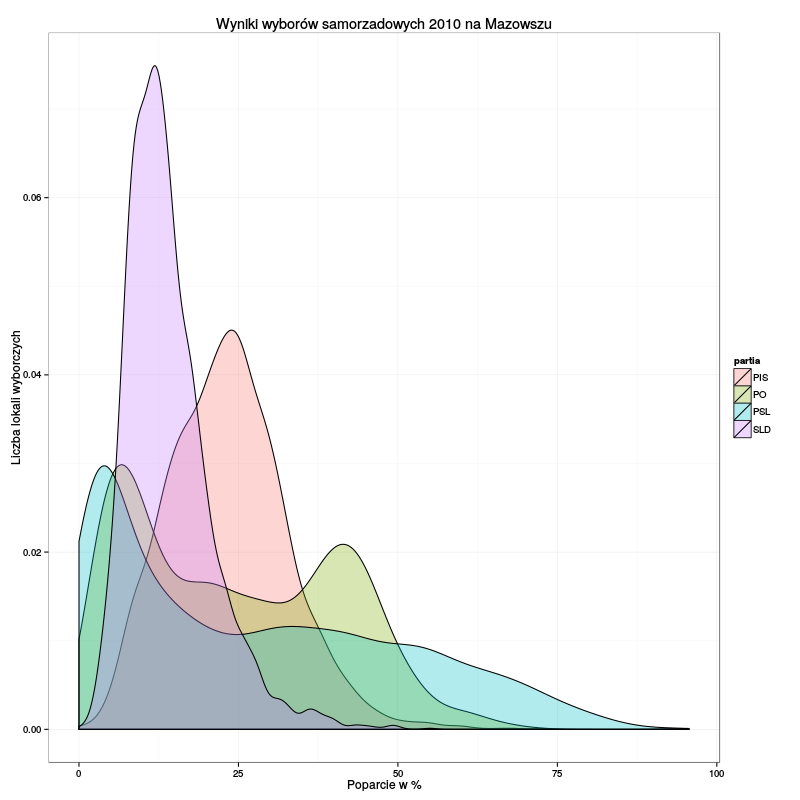 Wyniki wyborów samorzadowych 2010 na Mazowszu
Liczba lokali wyborczych
0.06
0.04
0.02
0.00
0
25
50
75
100
Poparcie w %
partia
PIS
PO
PSL
SLD